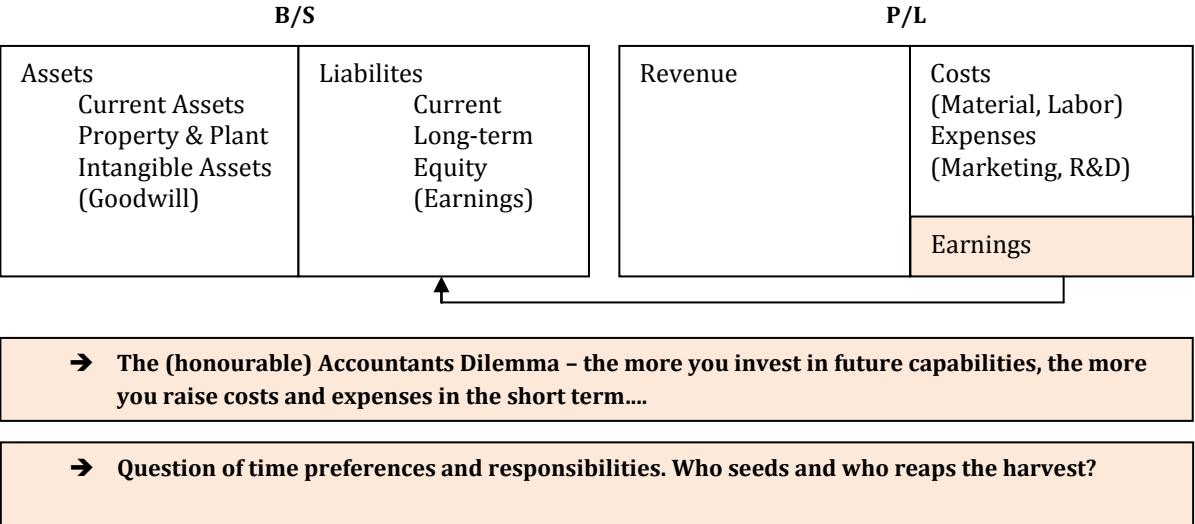 B/S
P/L
Assets
Current Assets
Property & Plant
Intangible Assets
(Goodwill)
Liabilites
Current
Long-term
Equity
(Earnings)
Revenue
Costs
(Material, Labor)
Expenses
(Marketing, R&D)
Earnings
➔ The (honourable) Accountants Dilemma – the more you invest in future capabilities, the more
you raise costs and expenses in the short term....
➔ Question of time preferences and responsibilities. Who seeds and who reaps the harvest?